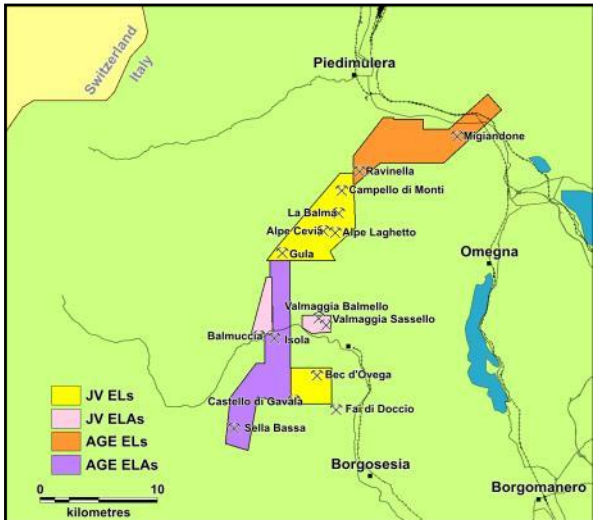 Switzerland
Italy
Piedimulera
Migiandone
Ravinella
Campello di Monti
La Balma
Alpe Cevia
Alpe Laghetto
Gula
Omegna
Valmaggia Balmello
Valmaggia Sassello
Balmuccia
Isola
Bec d'Ovega
Castello di Gavala
Fai di Doccio
Sella Bassa
Borgosesia
Borgomanero
JV ELs
JV ELAs
AGE ELs
AGE ELAs
0 10
kilometres